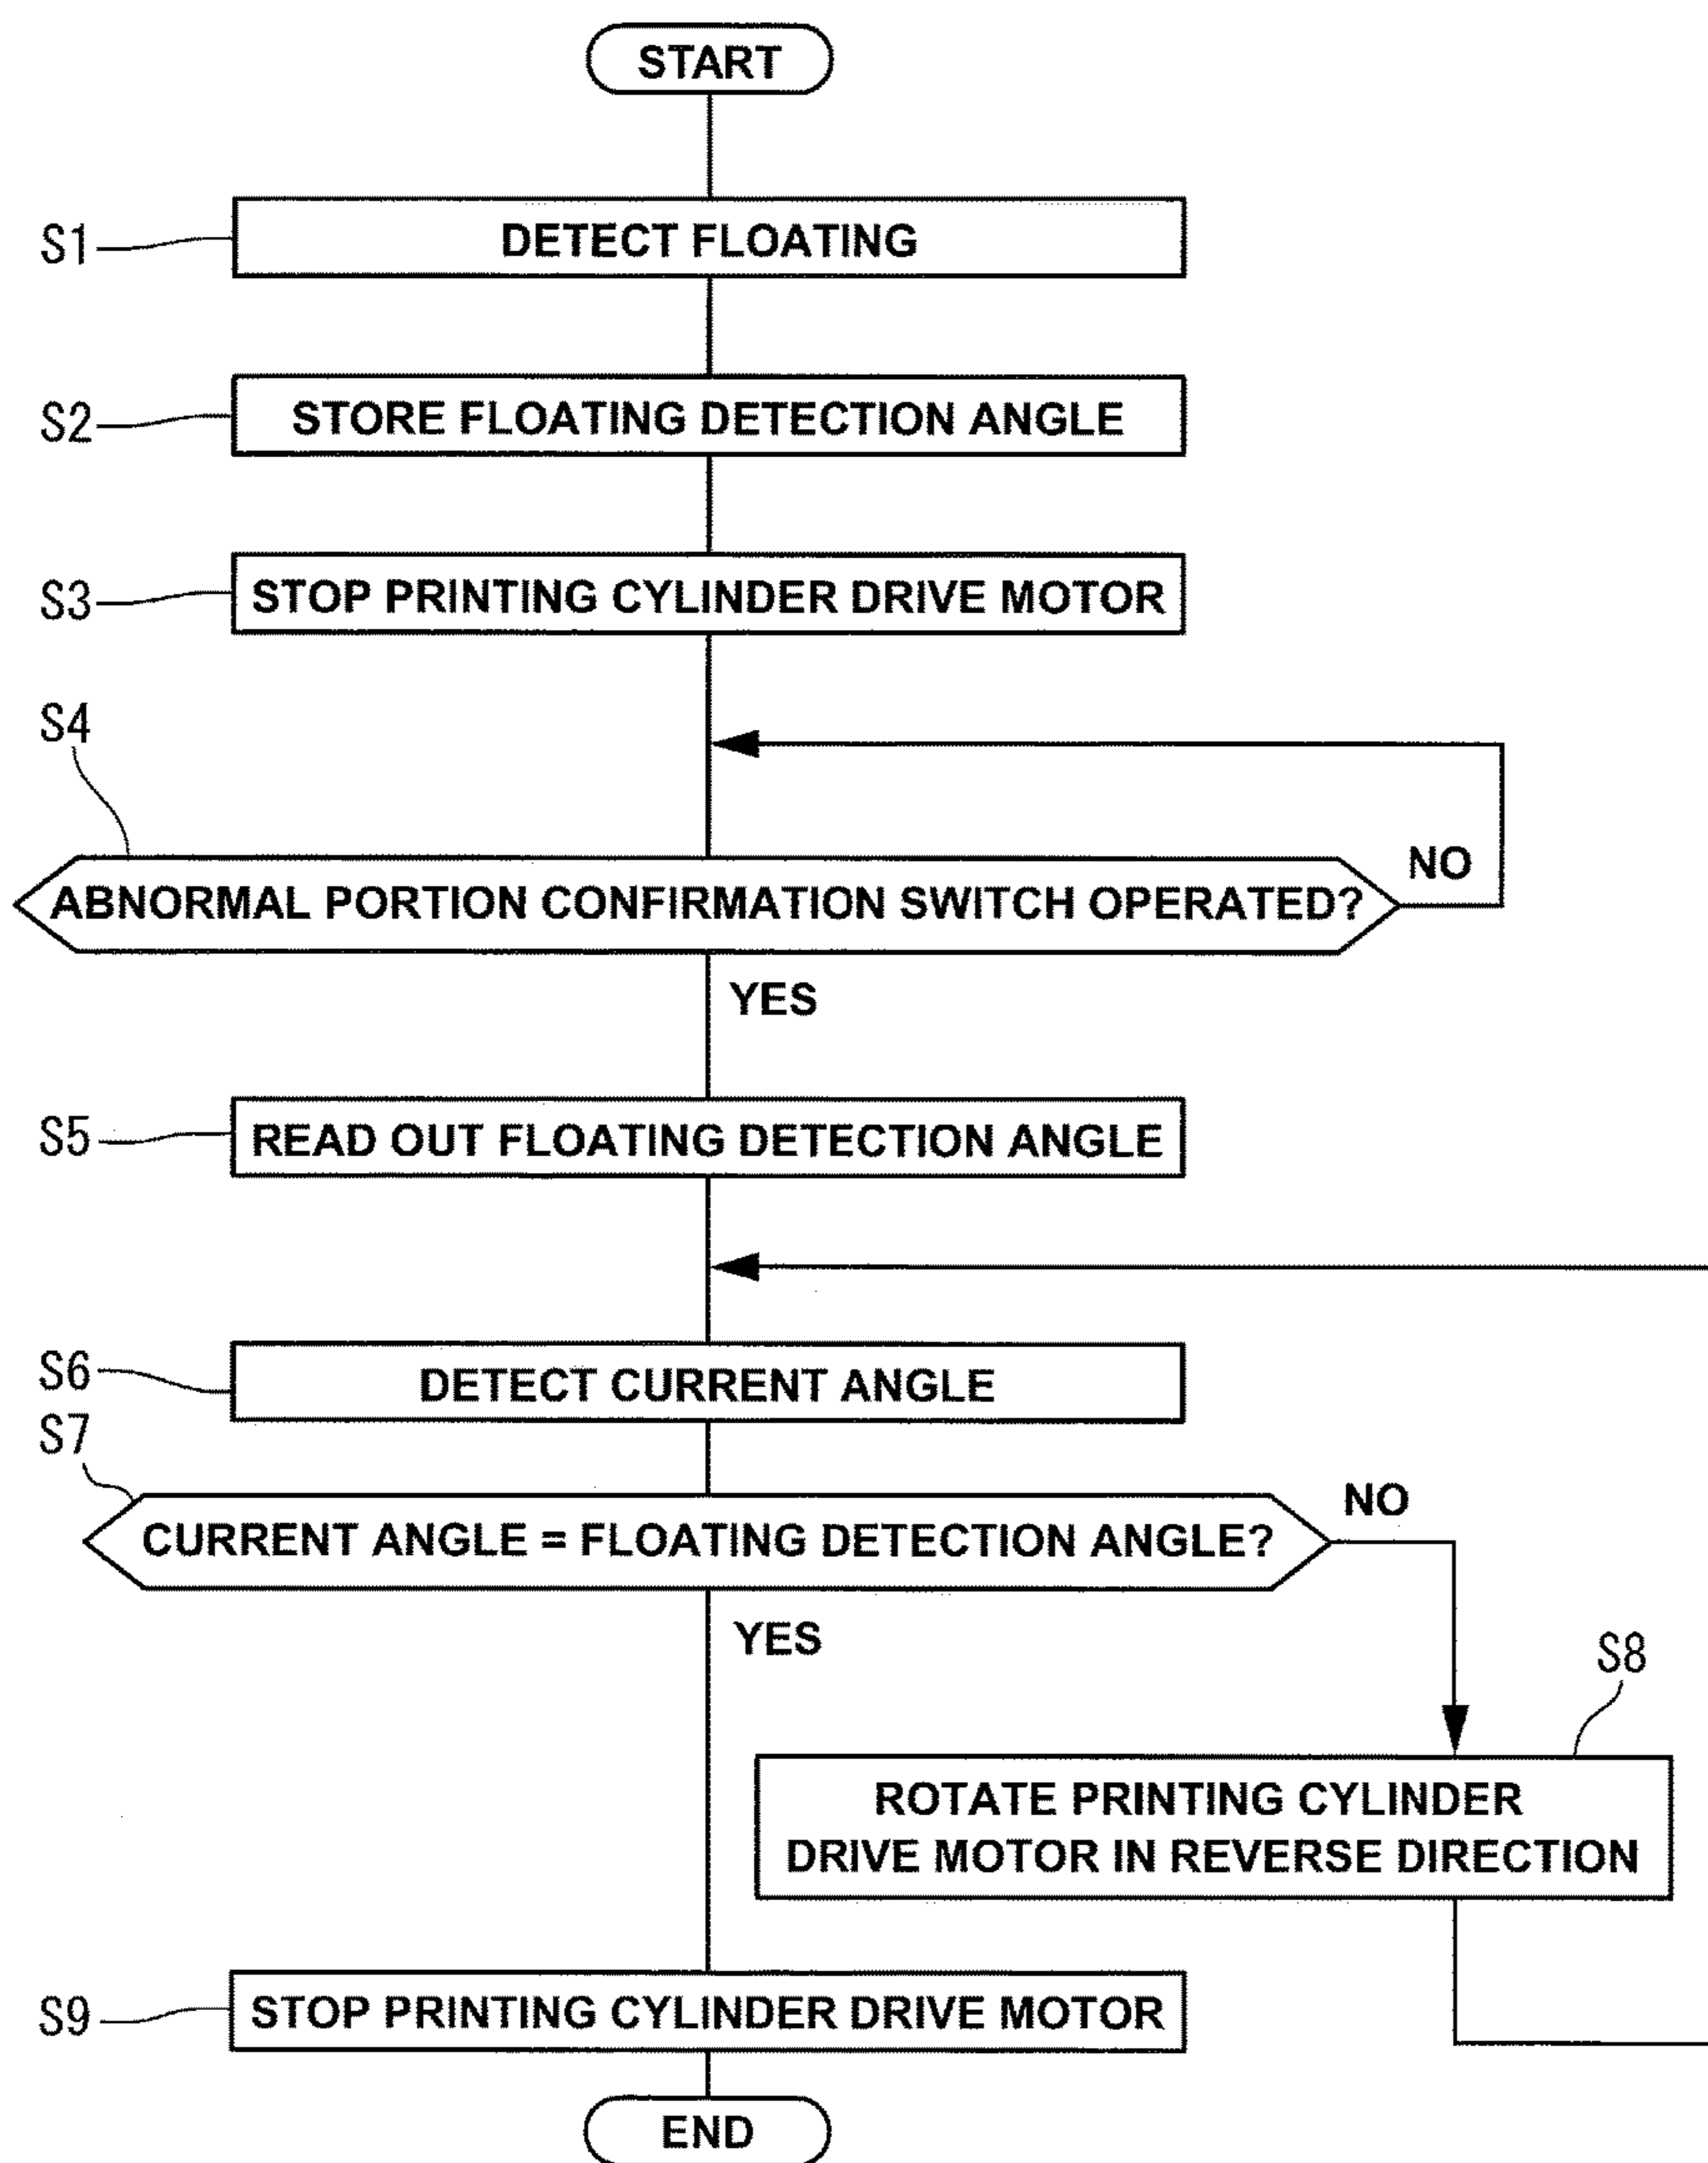 START
S1
DETECT FLOATING
S2
STORE FLOATING DETECTION ANGLE
S3
STOP PRINTING CYLINDER DRIVE MOTOR
S4
NO
ABNORMAL PORTION CONFIRMATION SWITCH OPERATED?
YES
S5
READ OUT FLOATING DETECTION ANGLE
S6
DETECT CURRENT ANGLE
S7
NO
CURRENT ANGLE = FLOATING DETECTION ANGLE?
YES
S8
ROTATE PRINTING CYLINDER
DRIVE MOTOR IN REVERSE DIRECTION
S9
STOP PRINTING CYLINDER DRIVE MOTOR
END